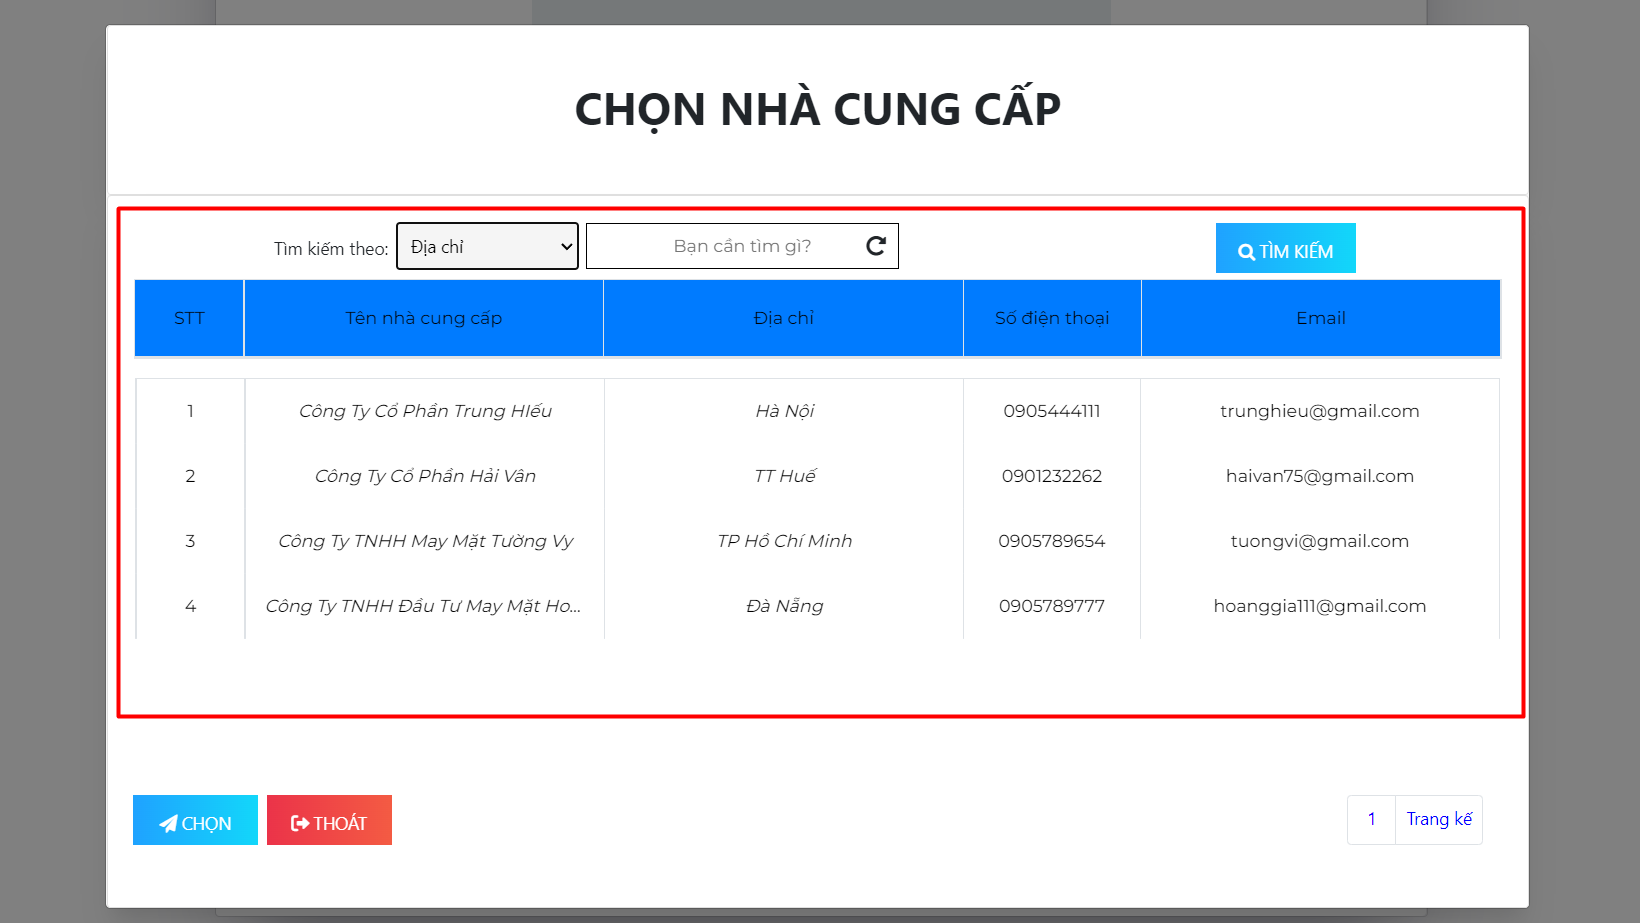 CHỌN NHÀ CUNG CẤP
Tìm kiếm theo: Địa chỉ Bạn cần tìm gì? TÌM KIẾM
STT Tên nhà cung cấp Địa chỉ Số điện thoại Email
1 Công Ty Cổ Phần Trung HIếu Hà Nội 0905444111 trunghieu@gmail.com
2 Công Ty Cổ Phần Hải Vân TT Huế 0901232262 haivan75@gmail.com
3 Công Ty TNHH May Mặt Tường Vy TP Hồ Chí Minh 0905789654 tuongvi@gmail.com
4 Công Ty TNHH Đầu Tư May Mặt Ho... Đà Nẵng 0905789777 hoanggia111@gmail.com
CHỌN THOÁT 1 Trang kế